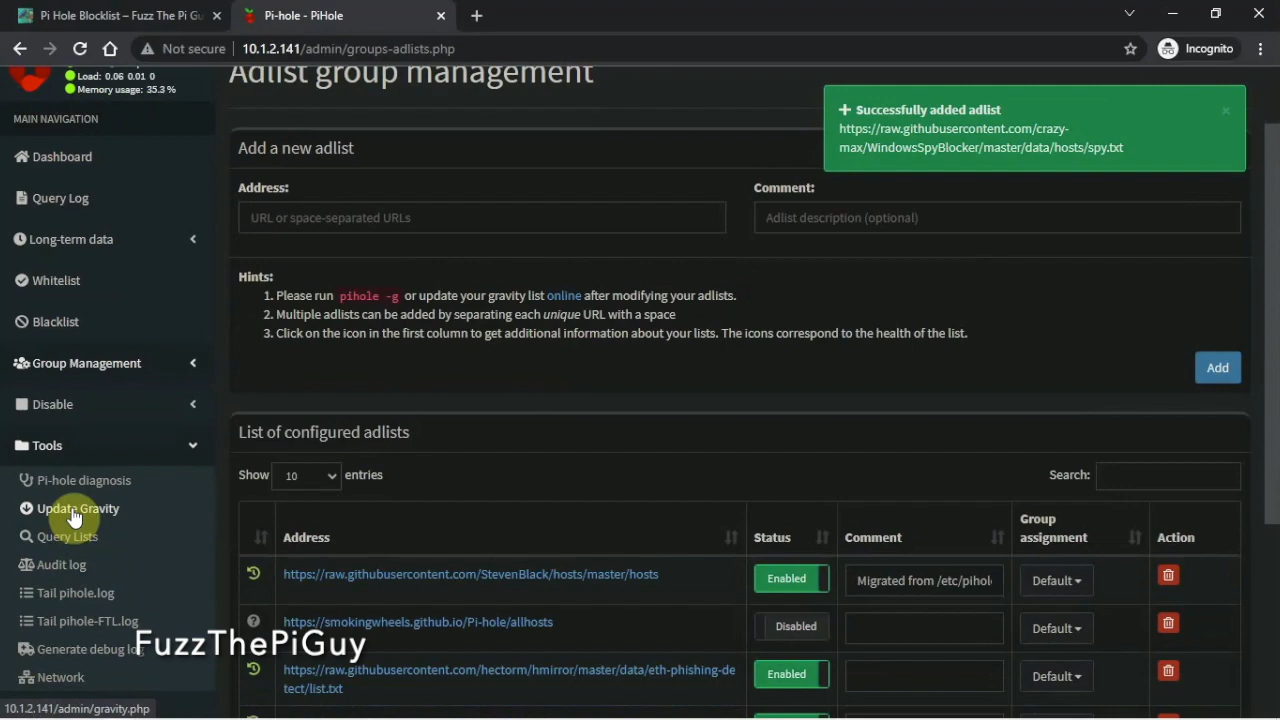 Pi Hole Blocklist – Fuzz The Pi Gu
Pi-hole - PiHole
Not secure
10.1.2.141/admin/groups-adlists.php
Incognito
Load: 0.06 0.01 0
Memory usage: 35.3 %
MAIN NAVIGATION
Dashboard
Query Log
Long-term data
Whitelist
Blacklist
Group Management
Disable
Tools
Pi-hole diagnosis
Update Gravity
Query Lists
Audit log
Tail pihole.log
Tail pihole-FTL.log
Generate debug log
Network
10.1.2.141/admin/gravity.php
Adlist group management
Successfully added adlist
https://raw.githubusercontent.com/crazy-
max/WindowsSpyBlocker/master/data/hosts/spy.txt
Add a new adlist
Address:
Comment:
URL or space-separated URLs
Adlist description (optional)
Hints:
1. Please run pihole -g or update your gravity list online after modifying your adlists.
2. Multiple adlists can be added by separating each unique URL with a space
3. Click on the icon in the first column to get additional information about your lists. The icons correspond to the health of the list.
Add
List of configured adlists
Show 10 entries
Search:
Address
Status
Comment
Group
assignment
Action
https://raw.githubusercontent.com/StevenBlack/hosts/master/hosts
Enabled
Migrated from /etc/pihol
Default
https://smokingwheels.github.io/Pi-hole/allhosts
Disabled
Default
https://raw.githubusercontent.com/hectorm/hmirror/master/data/eth-phishing-de
tect/list.txt
Enabled
Default
FuzzThePiGuy